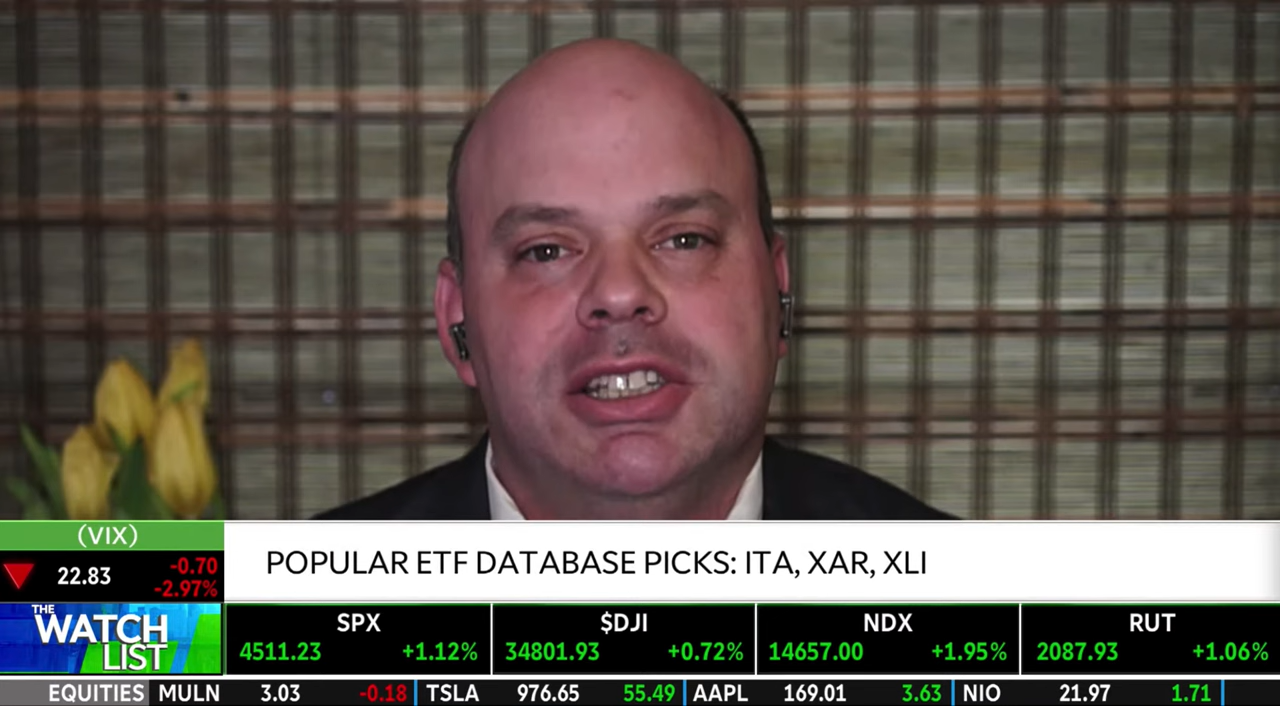 (VIX)
22.83
-0.70
-2.97%
POPULAR ETF DATABASE PICKS: ITA, XAR, XLI
THE
WATCH
LIST
SPX
4511.23 +1.12%
$DJI
34801.93 +0.72%
NDX
14657.00 +1.95%
RUT
2087.93 +1.06%
EQUITIES MULN 3.03 -0.18 TSLA 976.65 55.49 AAPL 169.01 3.63 NIO 21.97 1.71